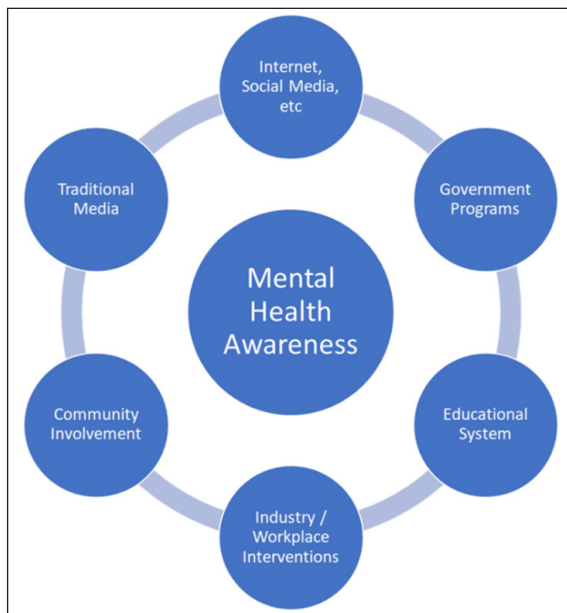 Internet,
Social Media,
etc
Traditional
Media
Government
Programs
Mental
Health
Awareness
Community
Involvement
Educational
System
Industry /
Workplace
Interventions